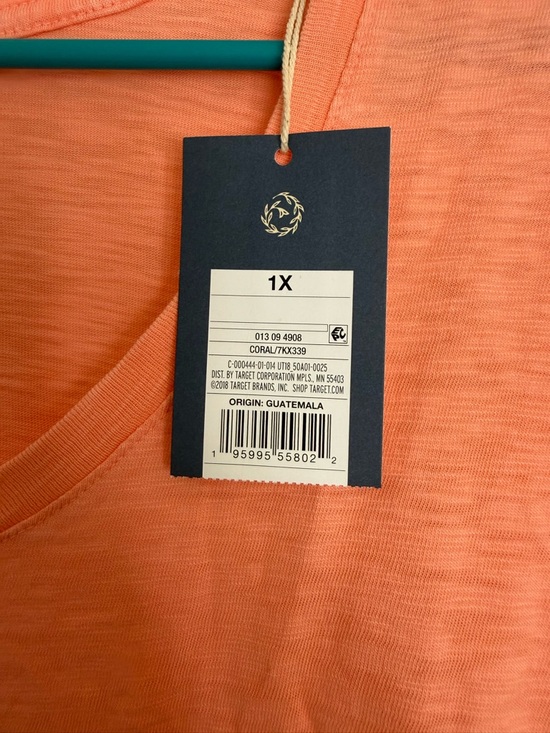 1X
013 09 4908
CORAL/7KX339
C-000444-01-014 UT18 50A01-0025
DIST. BY TARGET CORPORATION MPLS., MN 55403
©2018 TARGET BRANDS, INC. SHOP TARGET.COM
ORIGIN: GUATEMALA
1 95995 55802 2